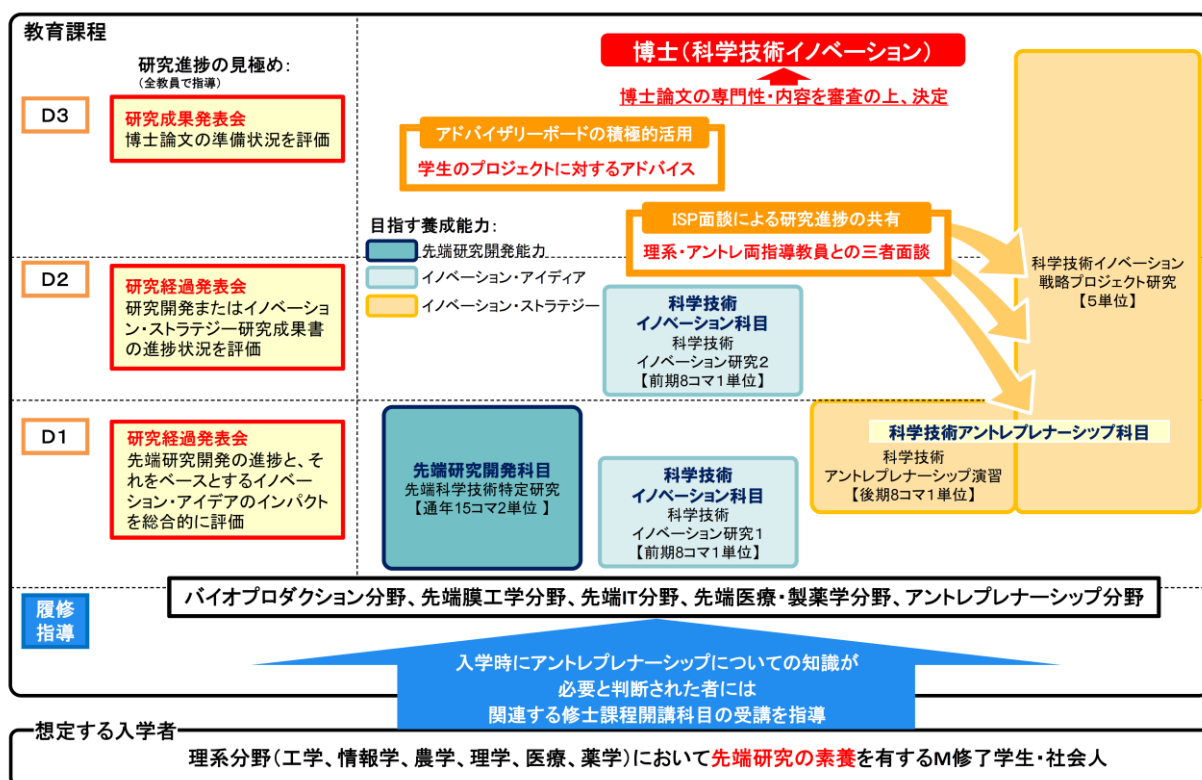 教育課程
研究進捗の見極め:
(全教員で指導)
博士(科学技術イノベーション)
博士論文の専門性・内容を審査の上、決定
D3
研究成果発表会
博士論文の準備状況を評価
アドバイザリーボードの積極的活用
学生のプロジェクトに対するアドバイス
目指す養成能力:
先端研究開発能力
イノベーション・アイディア
イノベーション・ストラテジー
ISP面談による研究進捗の共有
理系・アントレ両指導教員との三者面談
科学技術イノベーション
戦略プロジェクト研究
【5単位】
D2
研究経過発表会
研究開発またはイノベーショ
ン・ストラテジー研究成果書
の進捗状況を評価
科学技術
イノベーション科目
科学技術
イノベーション研究2
【前期8コマ1単位】
D1
研究経過発表会
先端研究開発の進捗と、そ
れをベースとするイノベー
ション・アイデアのインパクト
を総合的に評価
先端研究開発科目
先端科学技術特定研究
【通年15コマ2単位 】
科学技術
イノベーション科目
科学技術
イノベーション研究1
【前期8コマ1単位】
科学技術アントレプレナーシップ科目
科学技術
アントレプレナーシップ演習
【後期8コマ1単位】
履修
指導
バイオプロダクション分野、先端膜工学分野、先端IT分野、先端医療・製薬学分野、アントレプレナーシップ分野
入学時にアントレプレナーシップについての知識が
必要と判断された者には
関連する修士課程開講科目の受講を指導
想定する入学者
理系分野(工学、情報学、農学、理学、医療、薬学)において先端研究の素養を有するM修了学生・社会人